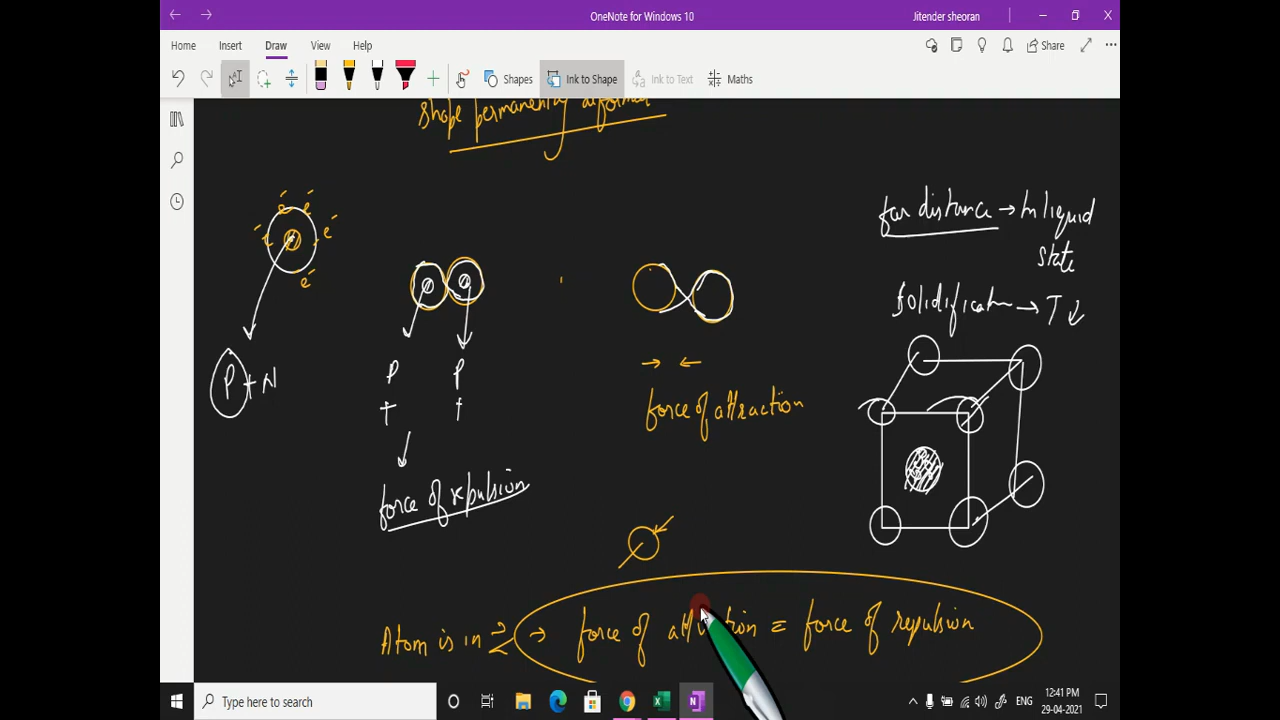 OneNote for Windows 10
Jitender sheoran
Home Insert Draw View Help
Share
Shapes
Ink to Shape
Ink to Text
Maths
Shape permanently deformed
e⁻ e⁻
e⁻ e⁻
e⁻
P + N
P P
+ +
force of repulsion
→ ←
force of attraction
far distance → In liquid
state
Solidification → T ↓
Atom is in → force of attraction = force of repulsion
Type here to search
ENG
12:41 PM
29-04-2021